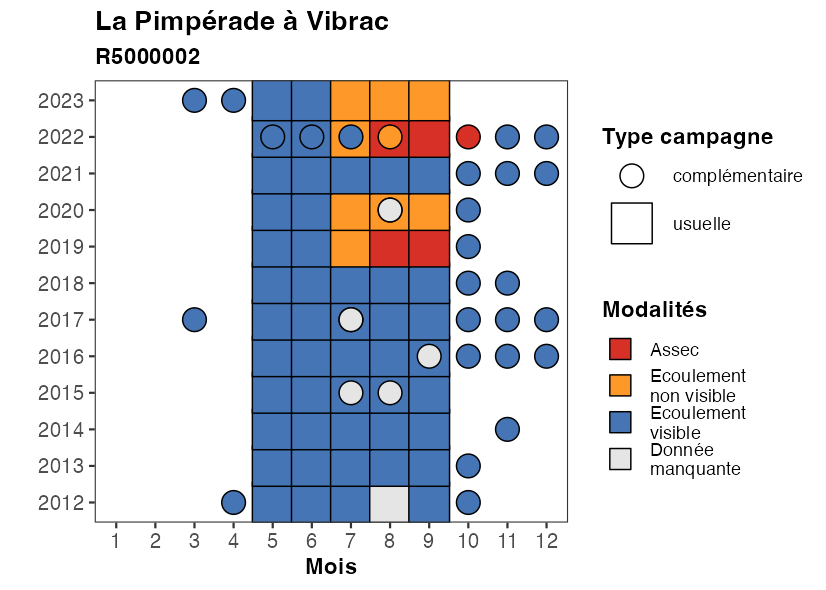 La Pimpérade à Vibrac
R5000002
2023
2022
2021
2020
2019
2018
2017
2016
2015
2014
2013
2012
1 2 3 4 5 6 7 8 9 10 11 12
Mois
Type campagne
complémentaire
usuelle
Modalités
Assec
Ecoulement
non visible
Ecoulement
visible
Donnée
manquante